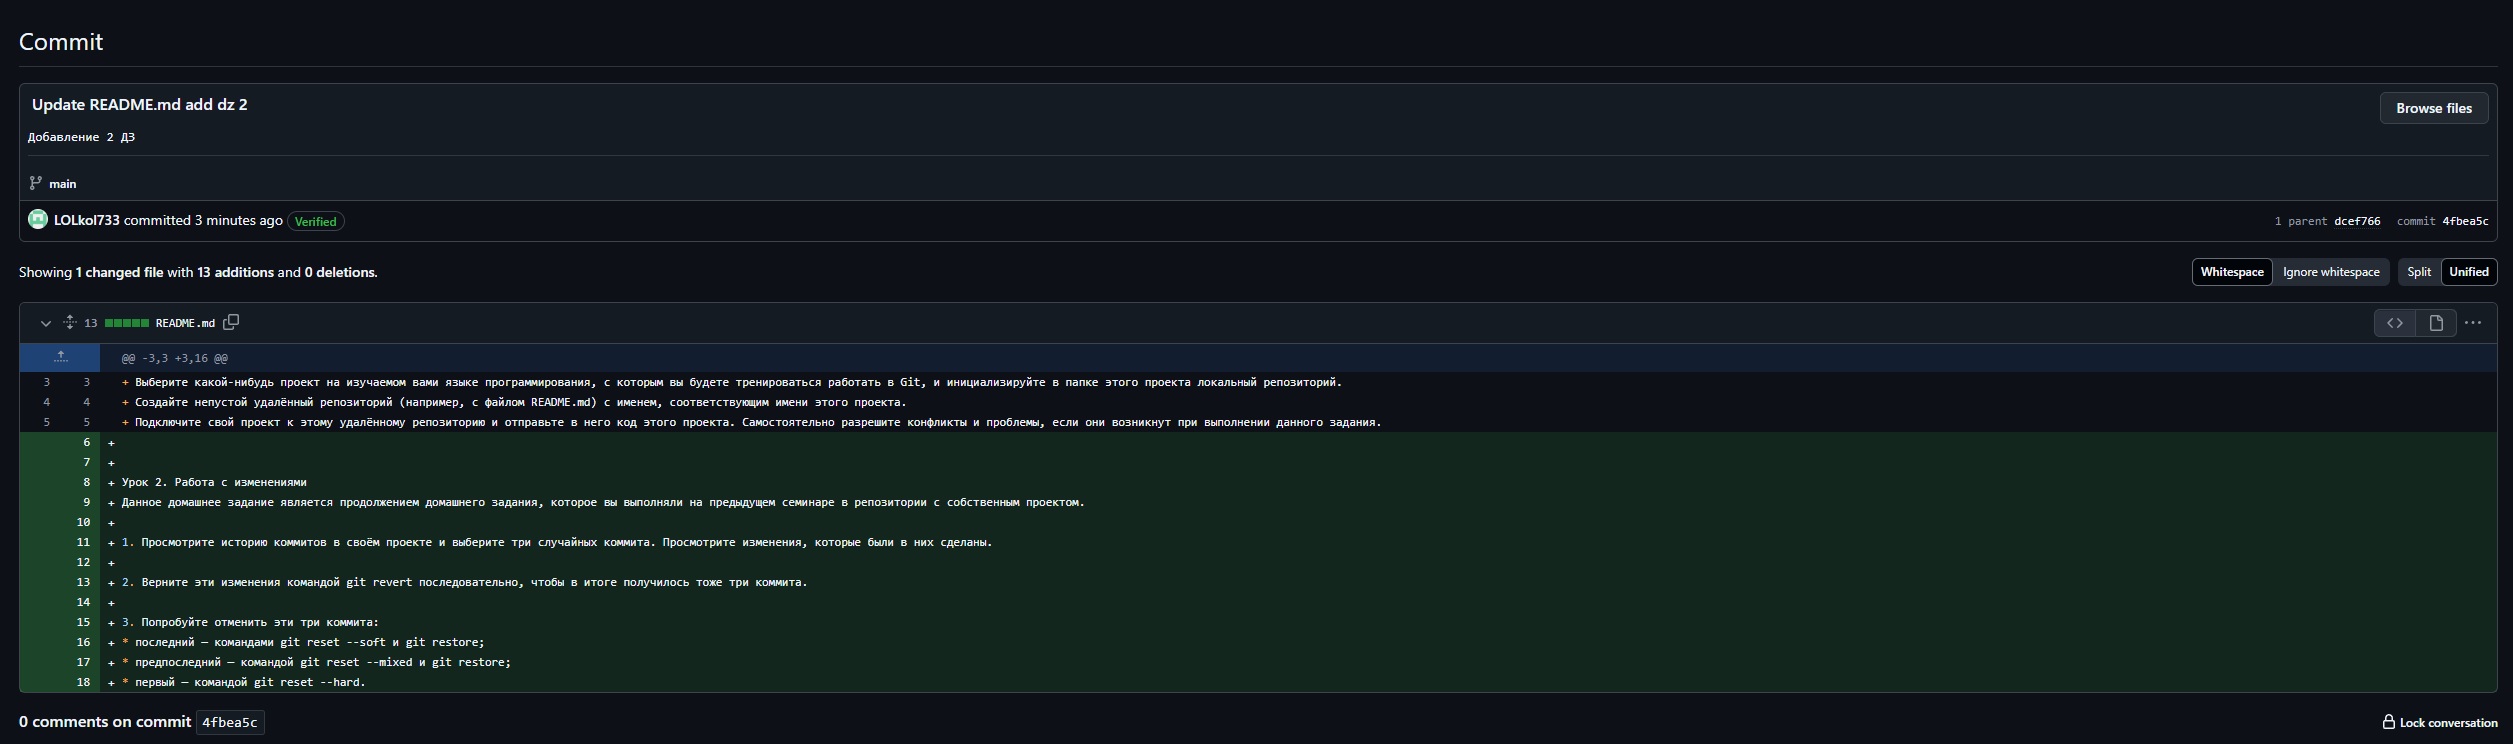 Commit
Update README.md add dz 2
Browse files
Добавление 2 ДЗ
main
LOLkol733 committed 3 minutes ago Verified
1 parent dcef766 commit 4fbea5c
Showing 1 changed file with 13 additions and 0 deletions.
Whitespace Ignore whitespace Split Unified
13 README.md
@@ -3,3 +3,16 @@
3 3 + Выберите какой-нибудь проект на изучаемом вами языке программирования, с которым вы будете тренироваться работать в Git, и инициализируйте в папке этого проекта локальный репозиторий.
4 4 + Создайте непустой удалённый репозиторий (например, с файлом README.md) с именем, соответствующим имени этого проекта.
5 5 + Подключите свой проект к этому удалённому репозиторию и отправьте в него код этого проекта. Самостоятельно разрешите конфликты и проблемы, если они возникнут при выполнении данного задания.
6 +
7 +
8 + Урок 2. Работа с изменениями
9 + Данное домашнее задание является продолжением домашнего задания, которое вы выполняли на предыдущем семинаре в репозитории с собственным проектом.
10 +
11 + 1. Просмотрите историю коммитов в своём проекте и выберите три случайных коммита. Просмотрите изменения, которые были в них сделаны.
12 +
13 + 2. Верните эти изменения командой git revert последовательно, чтобы в итоге получилось тоже три коммита.
14 +
15 + 3. Попробуйте отменить эти три коммита:
16 + * последний — командами git reset --soft и git restore;
17 + * предпоследний — командой git reset --mixed и git restore;
18 + * первый — командой git reset --hard.
0 comments on commit 4fbea5c
Lock conversation